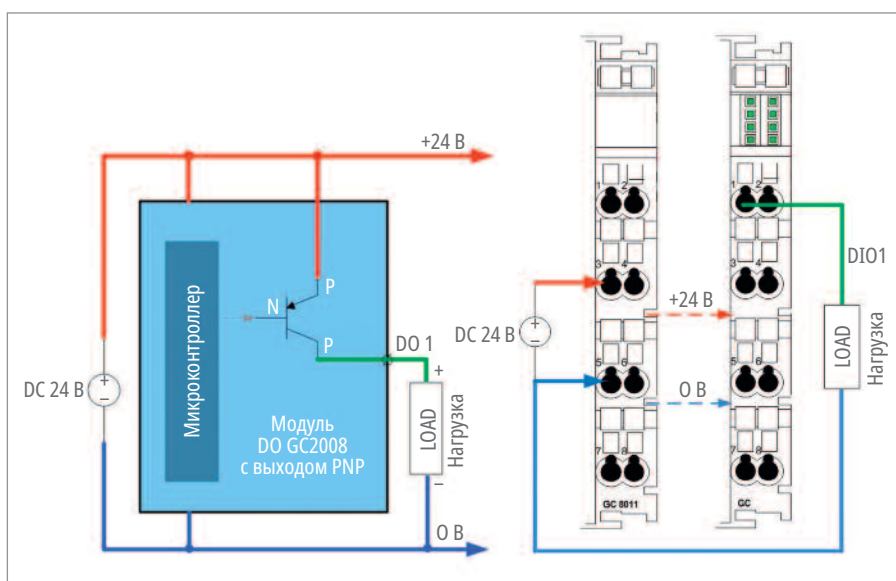 +24 В
Микроконтроллер
N
P
P
DO 1
+
DC 24 В
+
−
LOAD
Нагрузка
−
Модуль
DO GC2008
с выходом PNP
0 В
1
2
3
4
5
6
7
8
GC 8011
DC 24 В
+
−
+24 В
0 В
1
2
3
4
5
6
7
8
GC
DIO1
LOAD
Нагрузка